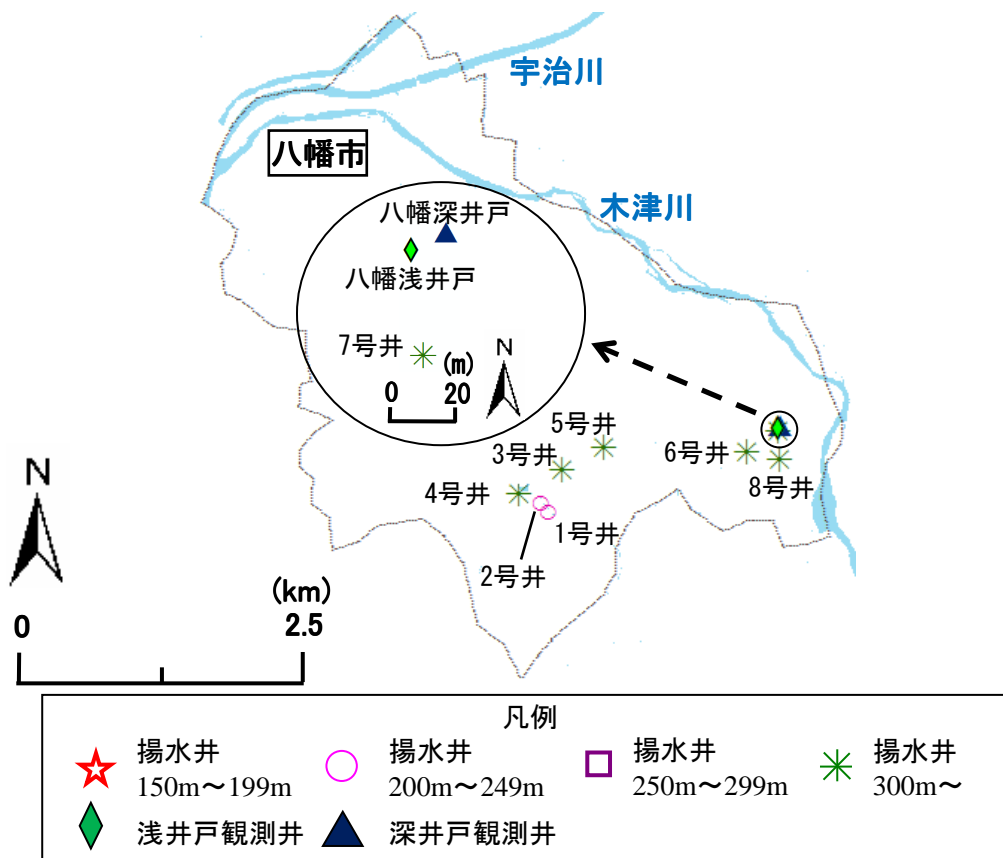 宇治川
八幡市
木津川
八幡深井戸
八幡浅井戸
7号井
(m)
N
0
20
5号井
3号井
6号井
4号井
8号井
1号井
2号井
N
(km)
0
2.5
凡例
揚水井
150m～199m
揚水井
200m～249m
揚水井
250m～299m
揚水井
300m～
浅井戸観測井
深井戸観測井